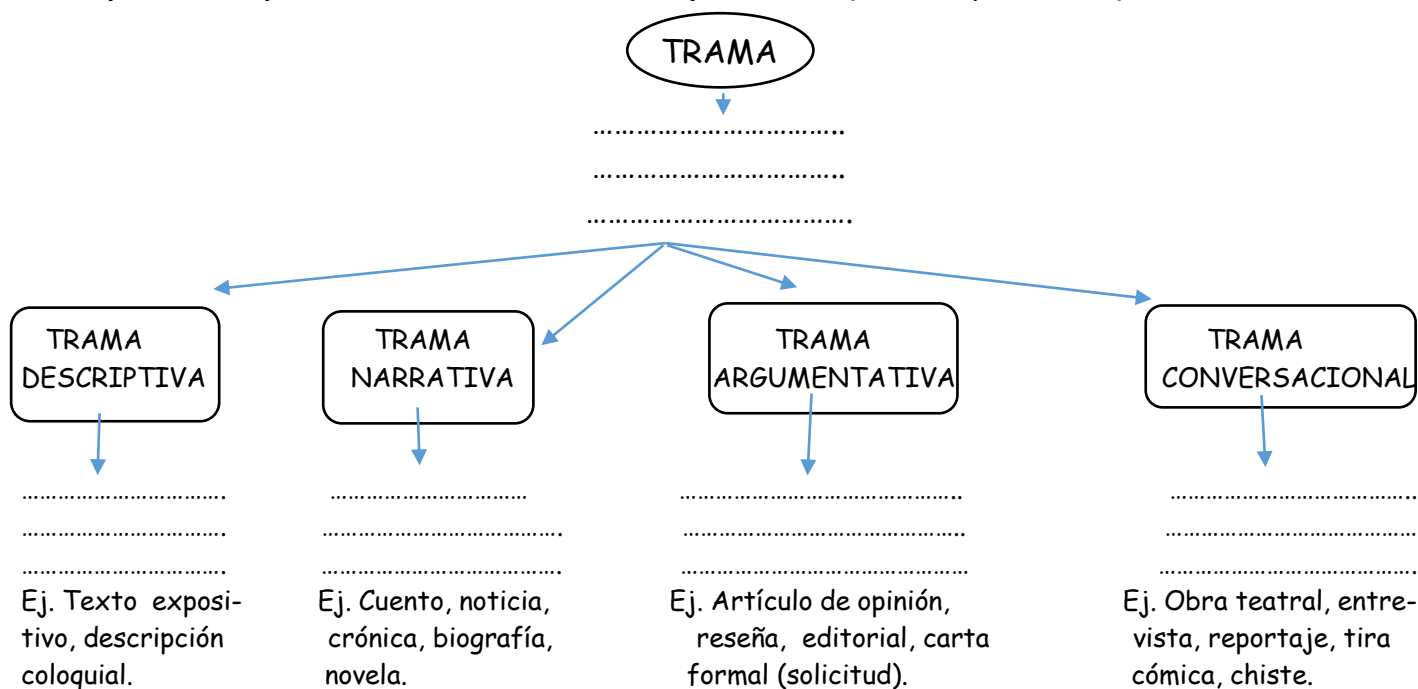 TRAMA
……………………………..
……………………………..
……………………………….
TRAMA
DESCRIPTIVA
TRAMA
NARRATIVA
TRAMA
ARGUMENTATIVA
TRAMA
CONVERSACIONAL
…………………………….
…………………………….
…………………………….
Ej. Texto exposi-
tivo, descripción
coloquial.
……………………………
……………………………….
……………………………….
Ej. Cuento, noticia,
crónica, biografía,
novela.
……………………………………..
……………………………………..
………………………………………
Ej. Artículo de opinión,
reseña, editorial, carta
formal (solicitud).
………………………………..
…………………………………
………………………………….
Ej. Obra teatral, entre-
vista, reportaje, tira
cómica, chiste.